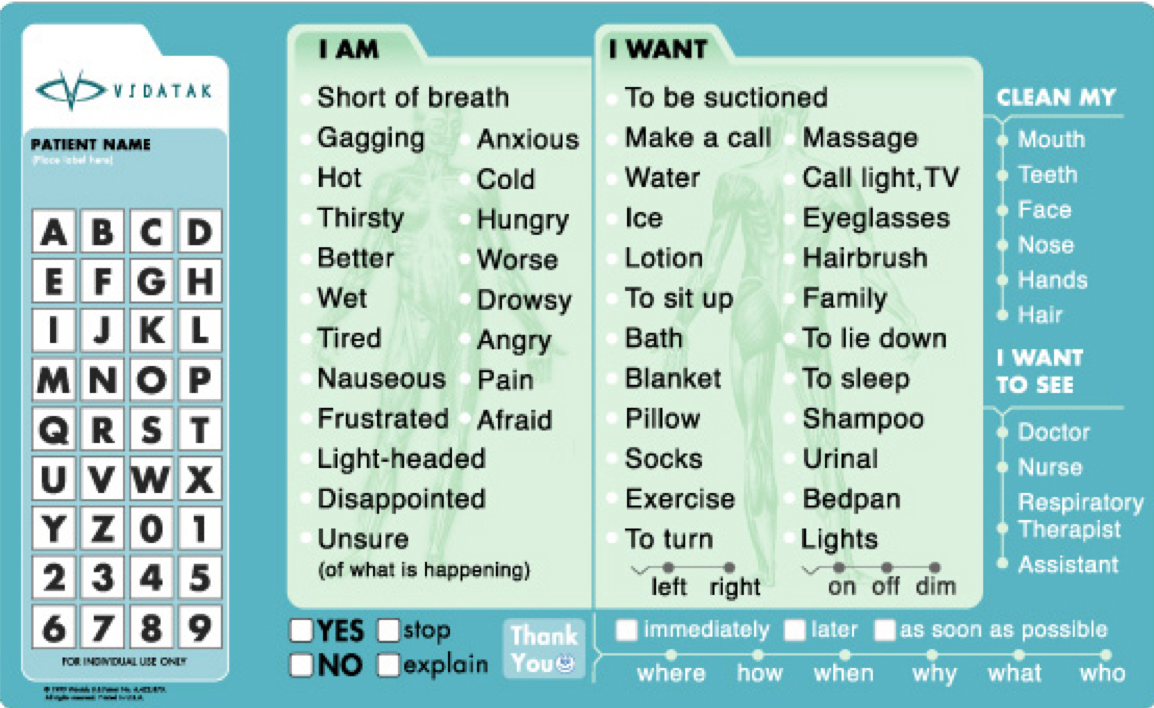 VIDATAK
PATIENT NAME
(Place label here)
A B C D
E F G H
I J K L
M N O P
Q R S T
U V W X
Y Z 0 1
2 3 4 5
6 7 8 9
FOR INDIVIDUAL USE ONLY
I AM
Short of breath
Gagging Anxious
Hot Cold
Thirsty Hungry
Better Worse
Wet Drowsy
Tired Angry
Nauseous Pain
Frustrated Afraid
Light-headed
Disappointed
Unsure
(of what is happening)
I WANT
To be suctioned
Make a call Massage
Water Call light,TV
Ice Eyeglasses
Lotion Hairbrush
To sit up Family
Bath To lie down
Blanket To sleep
Pillow Shampoo
Socks Urinal
Exercise Bedpan
To turn Lights
left right on off dim
CLEAN MY
Mouth
Teeth
Face
Nose
Hands
Hair
I WANT
TO SEE
Doctor
Nurse
Respiratory
Therapist
Assistant
YES stop
NO explain
Thank
You
immediately later as soon as possible
where how when why what who